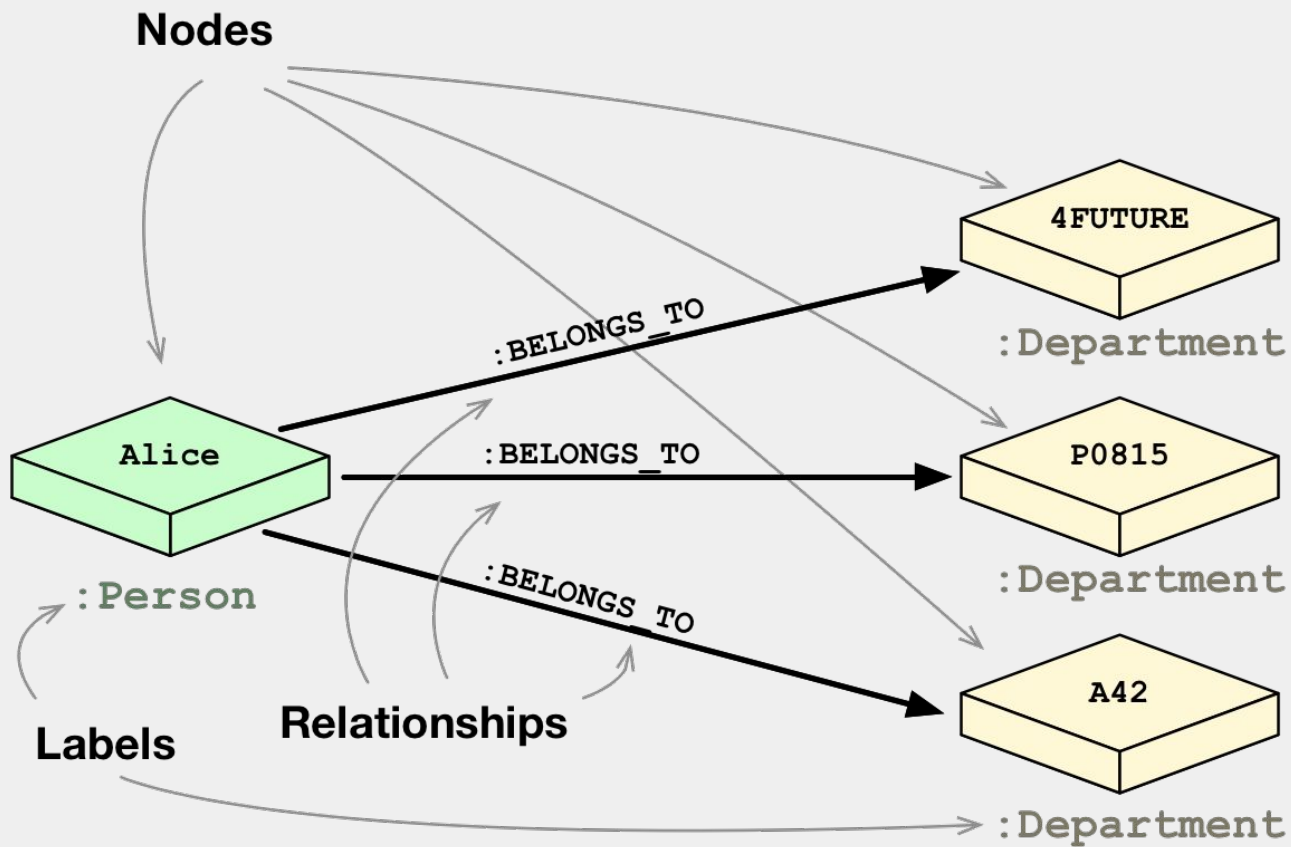 Nodes
4FUTURE
:Department
:BELONGS_TO
Alice
:BELONGS_TO
P0815
:Department
:Person
:BELONGS_TO
A42
Relationships
Labels
:Department